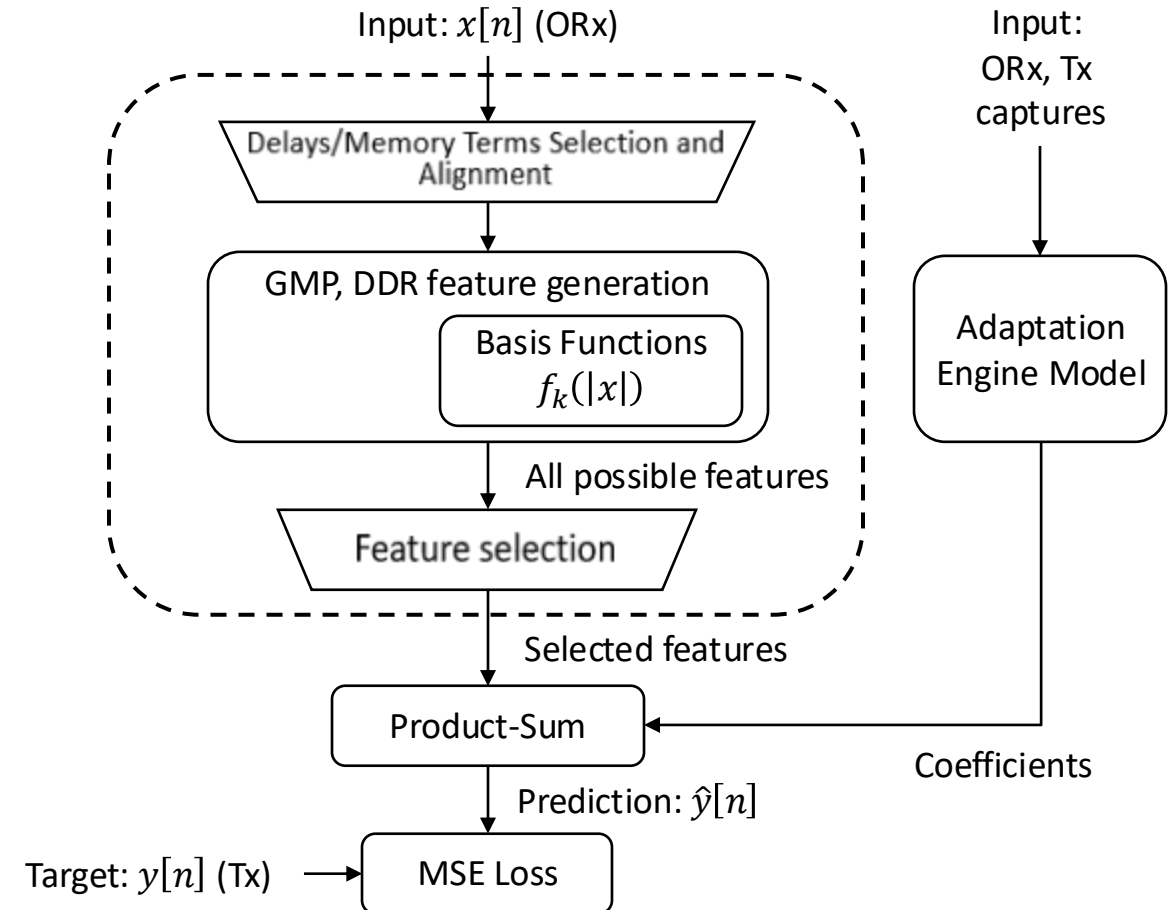 Input: x[n] (ORx)
Delays/Memory Terms Selection and
Alignment
GMP, DDR feature generation
Basis Functions
f_k(|x|)
All possible features
Feature selection
Selected features
Product-Sum
Prediction: ŷ[n]
Target: y[n] (Tx)
MSE Loss
Input:
ORx, Tx
captures
Adaptation
Engine Model
Coefficients